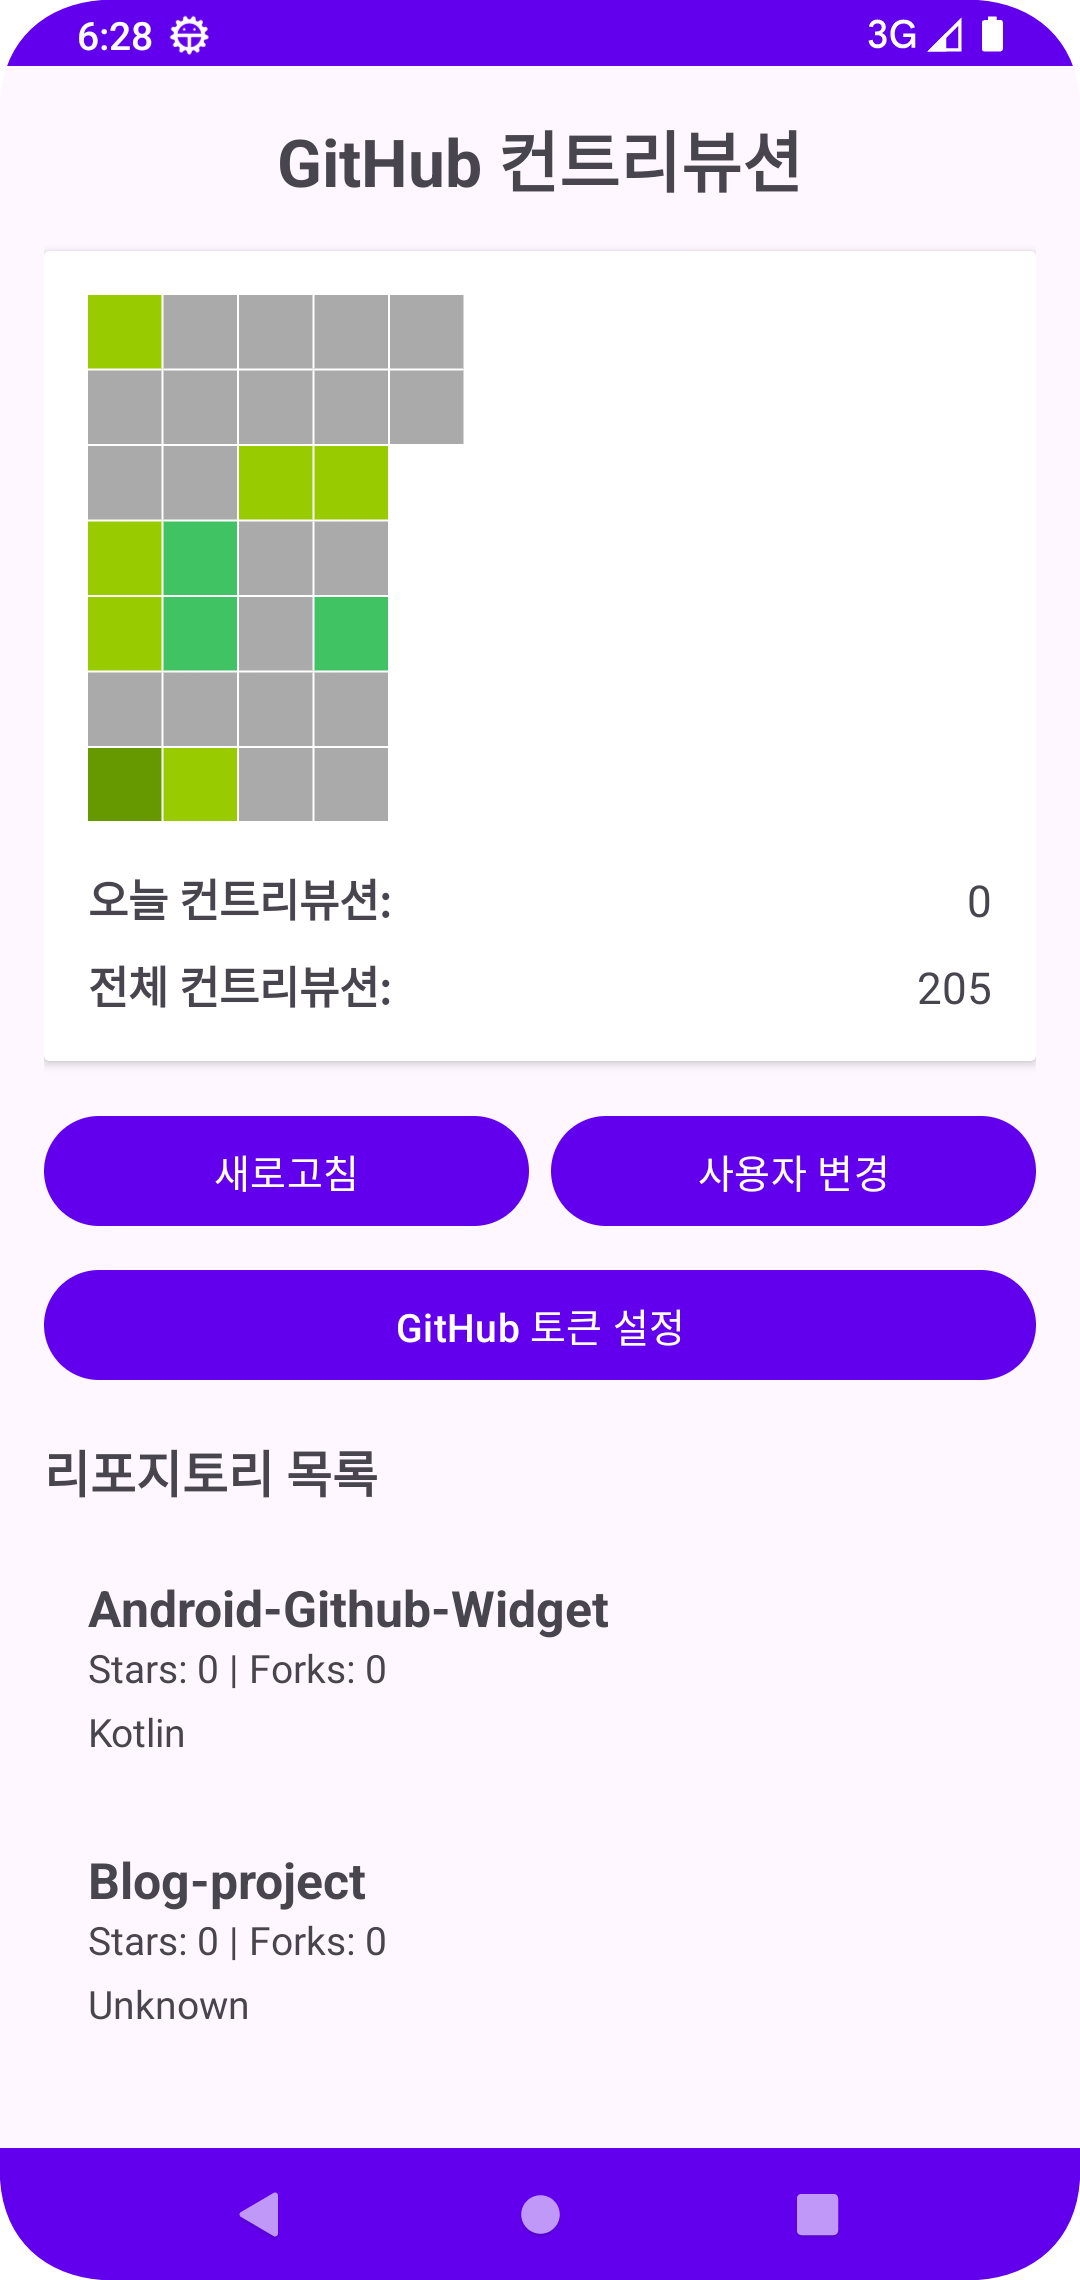 6:28 3G
GitHub 컨트리뷰션
오늘 컨트리뷰션: 0
전체 컨트리뷰션: 205
새로고침 사용자 변경
GitHub 토큰 설정
리포지토리 목록
Android-Github-Widget
Stars: 0 | Forks: 0
Kotlin
Blog-project
Stars: 0 | Forks: 0
Unknown